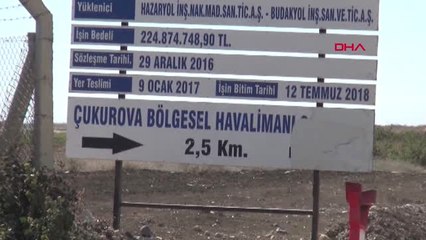 Yüklenici HAZARYOL İNŞ.NAK.MAD.SAN.TİC.A.Ş. - BUDAKYOL İNŞ.SAN.VE.TİC.A.Ş.
İşin Bedeli 224.874.748,90 TL.
DHA
Sözleşme Tarihi 29 ARALIK 2016
Yer Teslimi 9 OCAK 2017 İşin Bitim Tarihi 12 TEMMUZ 2018
ÇUKUROVA BÖLGESEL HAVALİMANI
2,5 Km.